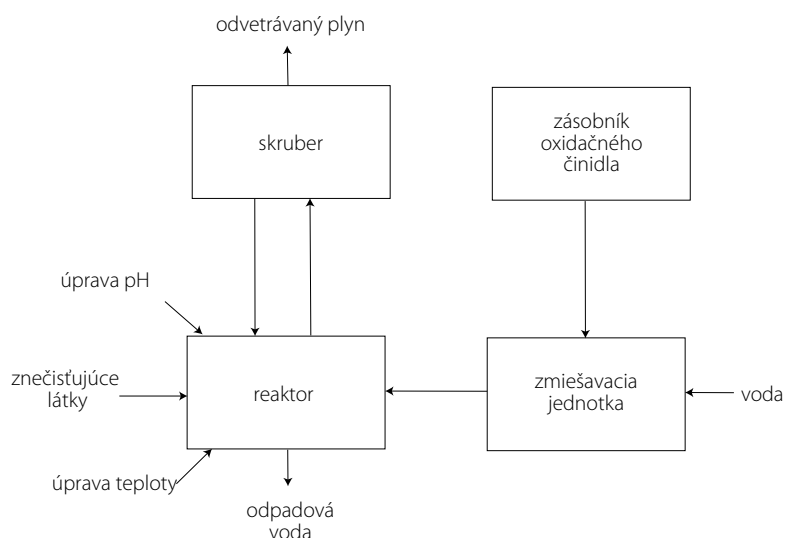 odvetrávaný plyn
skruber
zásobník
oxidačného
činidla
úprava pH
znečisťujúce
látky
reaktor
zmiešavacia
jednotka
voda
úprava teploty
odpadová
voda